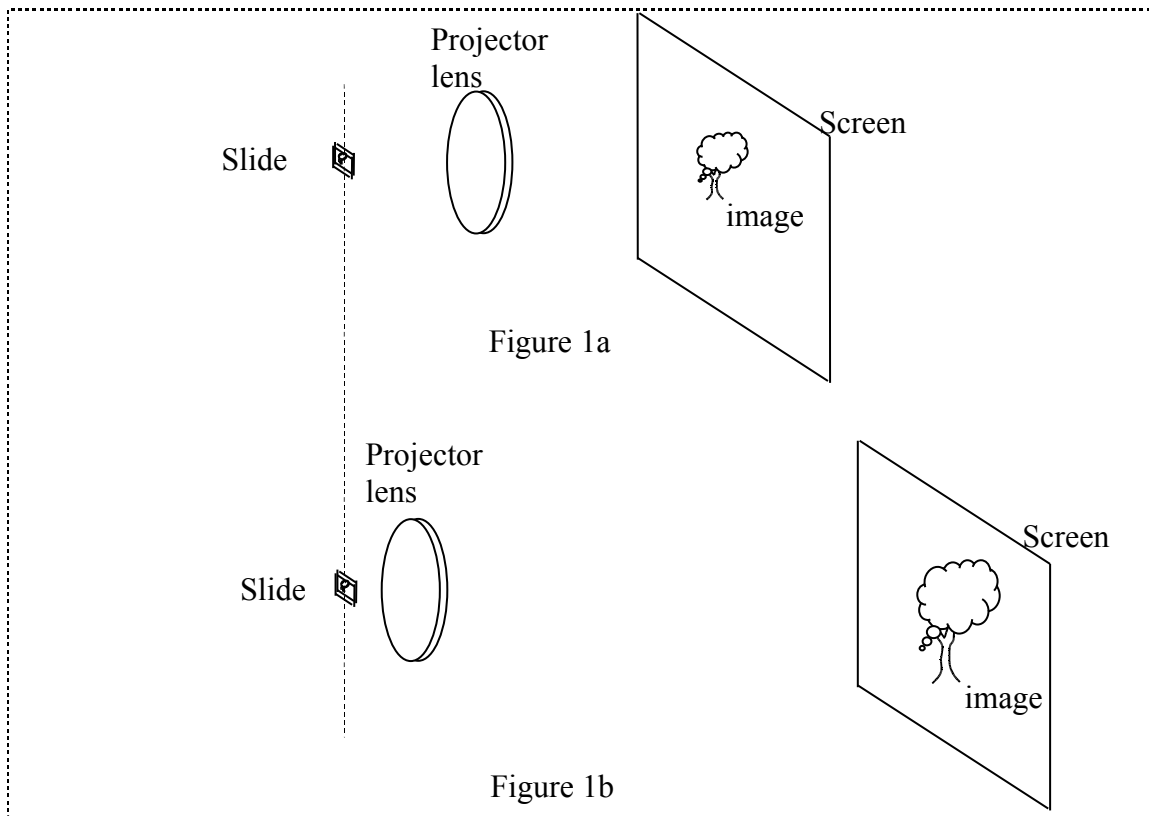 Projector
lens
Screen
Slide
?
image
Figure 1a
Projector
lens
Screen
Slide
?
image
Figure 1b